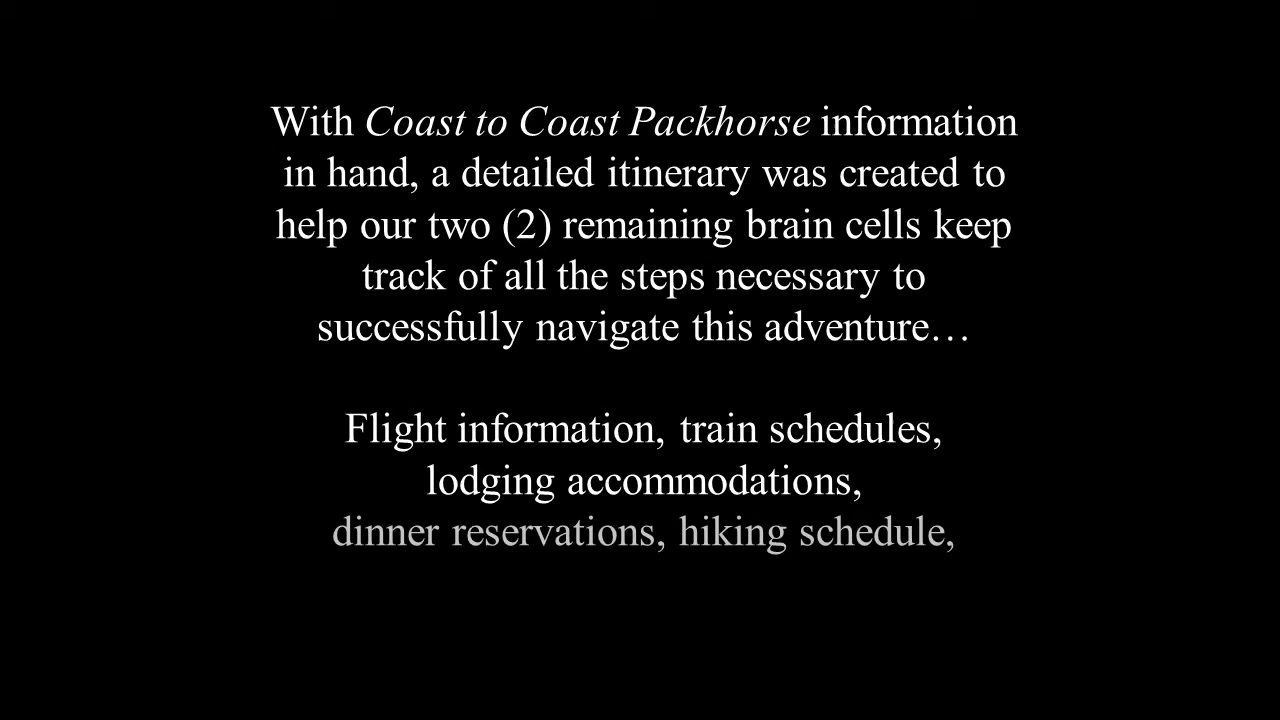 With Coast to Coast Packhorse information
in hand, a detailed itinerary was created to
help our two (2) remaining brain cells keep
track of all the steps necessary to
successfully navigate this adventure…
Flight information, train schedules,
lodging accommodations,
dinner reservations, hiking schedule,